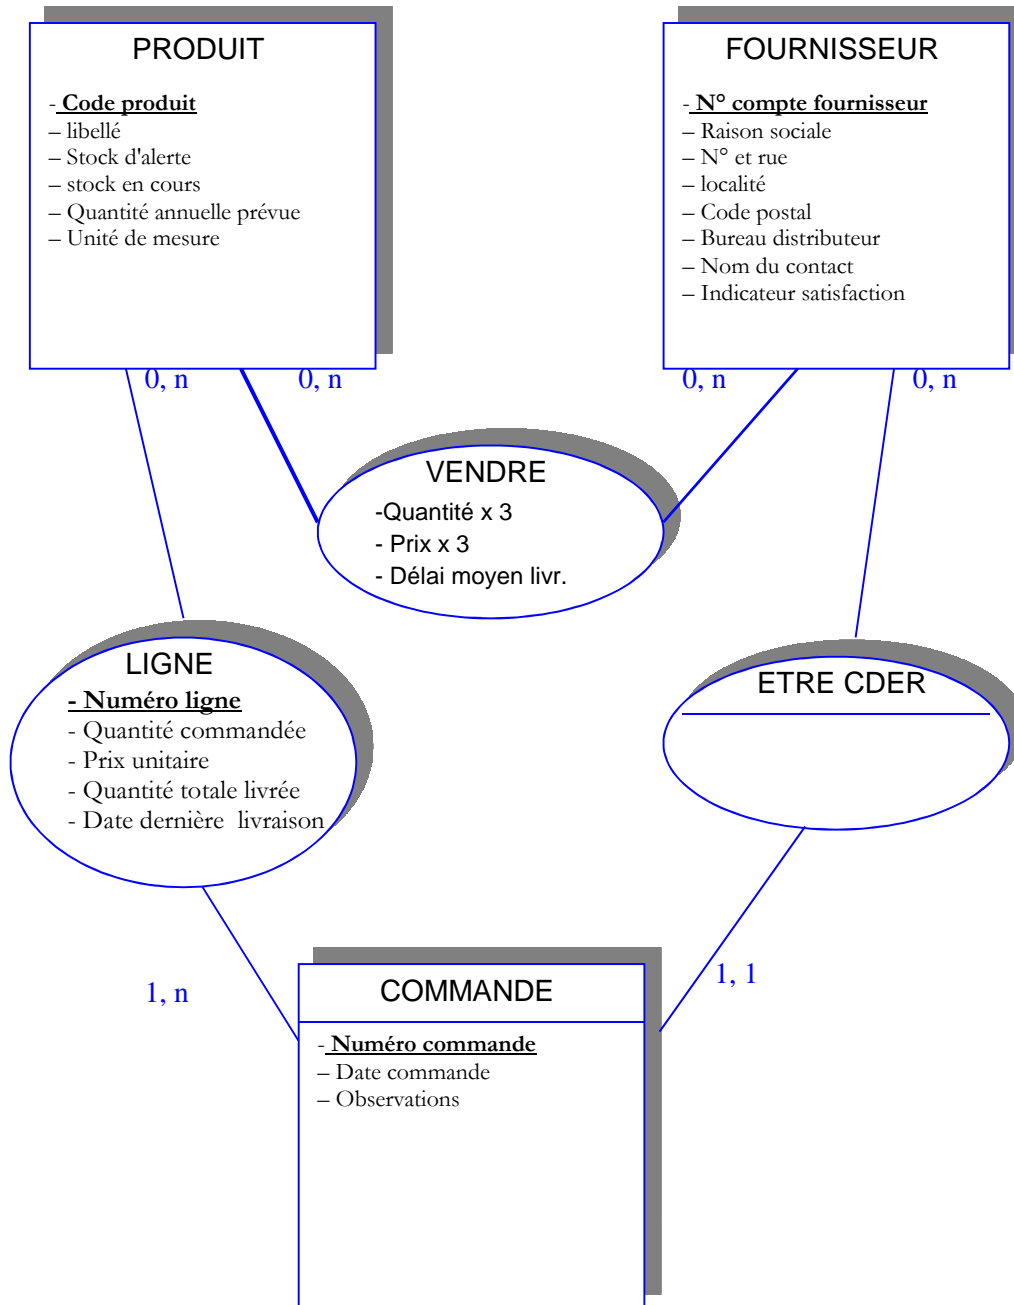 PRODUIT
- Code produit
– libellé
– Stock d'alerte
– stock en cours
– Quantité annuelle prévue
– Unité de mesure
FOURNISSEUR
- N° compte fournisseur
– Raison sociale
– N° et rue
– localité
– Code postal
– Bureau distributeur
– Nom du contact
– Indicateur satisfaction
0, n
0, n
0, n
0, n
VENDRE
-Quantité x 3
- Prix x 3
- Délai moyen livr.
LIGNE
- Numéro ligne
- Quantité commandée
- Prix unitaire
- Quantité totale livrée
- Date dernière livraison
ETRE CDER
1, n
1, 1
COMMANDE
- Numéro commande
– Date commande
– Observations